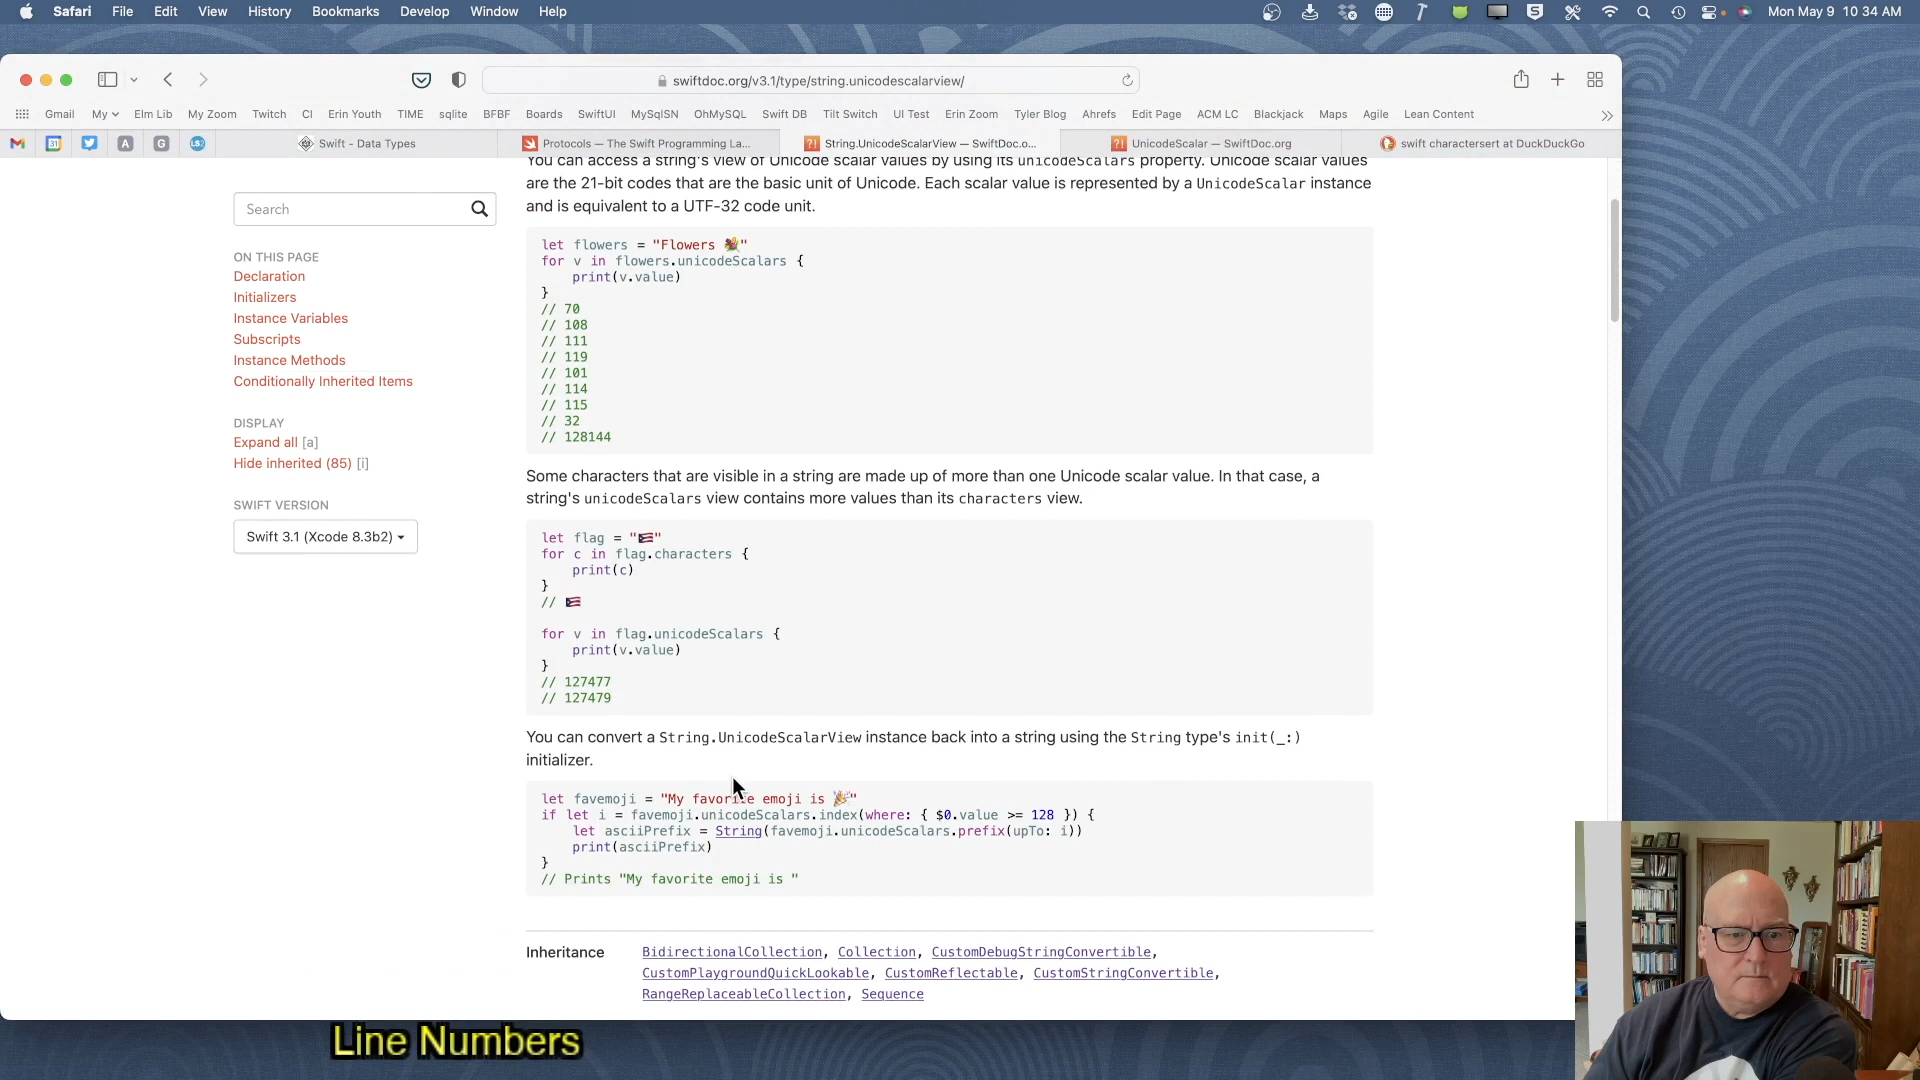 Safari File Edit View History Bookmarks Develop Window Help Mon May 9 10 34 AM
swiftdoc.org/v3.1/type/string.unicodescalarview/
Gmail My Elm Lib My Zoom Twitch CI Erin Youth TIME sqlite BFBF Boards SwiftUI MySqlSN OhMySQL Swift DB Tilt Switch UI Test Erin Zoom Tyler Blog Ahrefs Edit Page ACM LC Blackjack Maps Agile Lean Content
Swift - Data Types Protocols — The Swift Programming La... String.UnicodeScalarView — SwiftDoc.o... UnicodeScalar — SwiftDoc.org swift charactersert at DuckDuckGo
Search
ON THIS PAGE
Declaration
Initializers
Instance Variables
Subscripts
Instance Methods
Conditionally Inherited Items
DISPLAY
Expand all [a]
Hide inherited (85) [i]
SWIFT VERSION
Swift 3.1 (Xcode 8.3b2)
You can access a string's view of Unicode scalar values by using its unicodeScalars property. Unicode scalar values
are the 21-bit codes that are the basic unit of Unicode. Each scalar value is represented by a UnicodeScalar instance
and is equivalent to a UTF-32 code unit.
let flowers = "Flowers 💐"
for v in flowers.unicodeScalars {
print(v.value)
}
// 70
// 108
// 111
// 119
// 101
// 114
// 115
// 32
// 128144
Some characters that are visible in a string are made up of more than one Unicode scalar value. In that case, a
string's unicodeScalars view contains more values than its characters view.
let flag = "🇵🇷"
for c in flag.characters {
print(c)
}
// 🇵🇷
for v in flag.unicodeScalars {
print(v.value)
}
// 127477
// 127479
You can convert a String.UnicodeScalarView instance back into a string using the String type's init(_:)
initializer.
let favemoji = "My favorite emoji is 🎉"
if let i = favemoji.unicodeScalars.index(where: { $0.value >= 128 }) {
let asciiPrefix = String(favemoji.unicodeScalars.prefix(upTo: i))
print(asciiPrefix)
}
// Prints "My favorite emoji is "
Inheritance BidirectionalCollection, Collection, CustomDebugStringConvertible,
CustomPlaygroundQuickLookable, CustomReflectable, CustomStringConvertible,
RangeReplaceableCollection, Sequence
Line Numbers